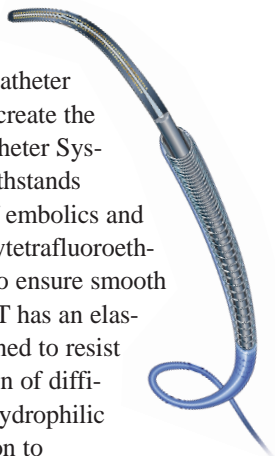 atheter
create the
heter Sys-
thstands
f embolics and
ytetrafluoroeth-
o ensure smooth
T has an elas-
ned to resist
n of diffi-
ydrophilic
on to